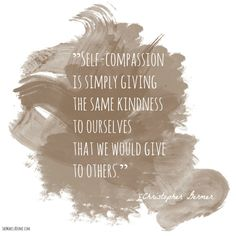 ”Self-compassion
is simply giving
the same kindness
to ourselves
that we would give
to others.”
Christopher Germer